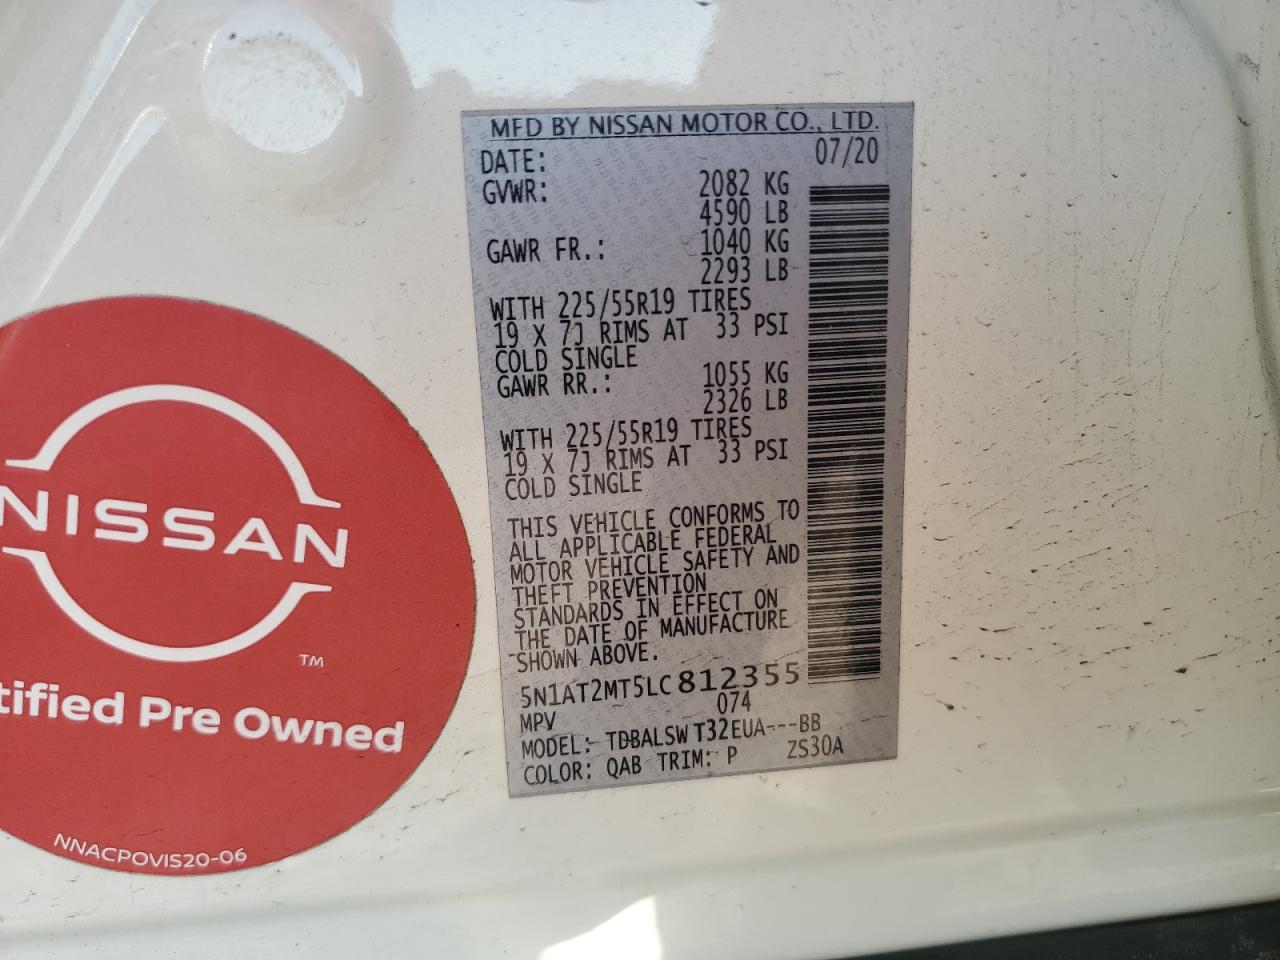 MFD BY NISSAN MOTOR CO., LTD.
DATE: 07/20
GVWR: 2082 KG
4590 LB
GAWR FR.: 1040 KG
2293 LB
WITH 225/55R19 TIRES
19 X 7J RIMS AT 33 PSI
COLD SINGLE
GAWR RR.: 1055 KG
2326 LB
WITH 225/55R19 TIRES
19 X 7J RIMS AT 33 PSI
COLD SINGLE
THIS VEHICLE CONFORMS TO
ALL APPLICABLE FEDERAL
MOTOR VEHICLE SAFETY AND
THEFT PREVENTION
STANDARDS IN EFFECT ON
THE DATE OF MANUFACTURE
SHOWN ABOVE.
5N1AT2MT5LC812355
MPV 074
MODEL: TDBALSW T32EUA---BB
COLOR: QAB TRIM: P ZS30A
NISSAN
TM
tified Pre Owned
NNACPOVIS20-06